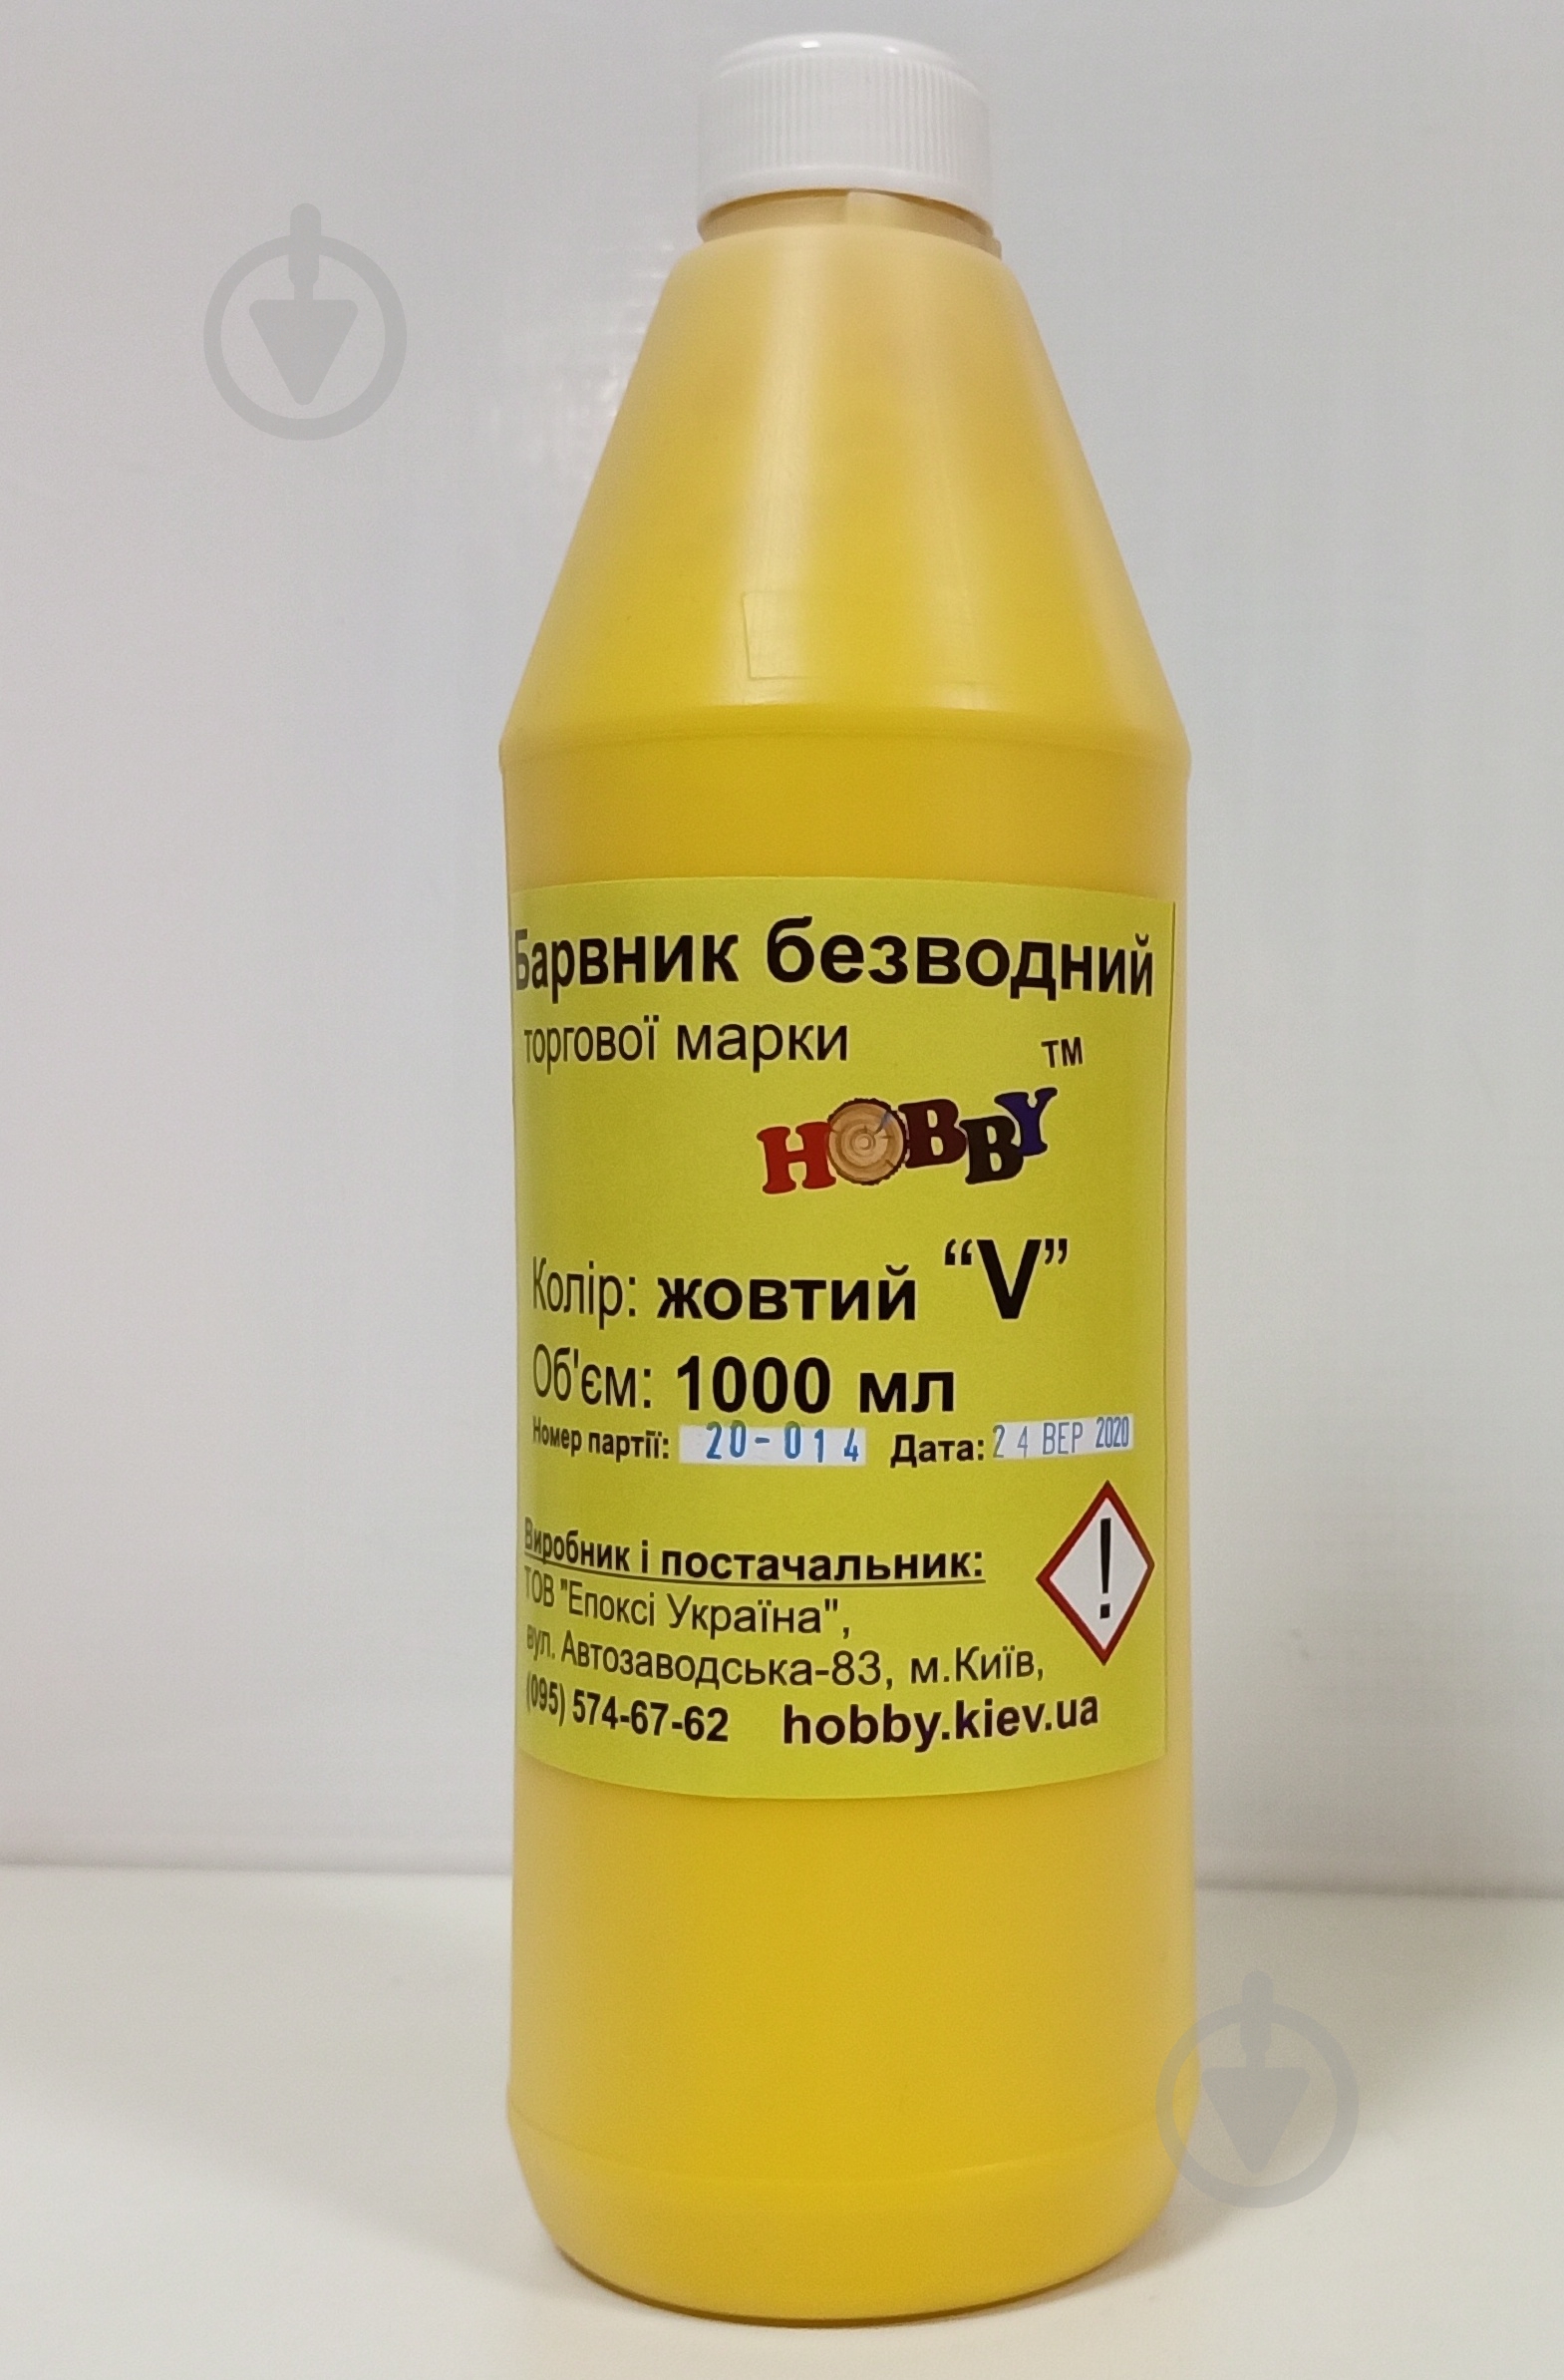 Барвник безводний
торгової марки
TM
HOBBY
Колір: жовтий “V”
Об'єм: 1000 мл
Номер партії: 20-014 Дата: 24 ВЕР 2020
Виробник і постачальник:
ТОВ "Епоксі Україна",
вул. Автозаводська-83, м.Київ,
(095) 574-67-62 hobby.kiev.ua